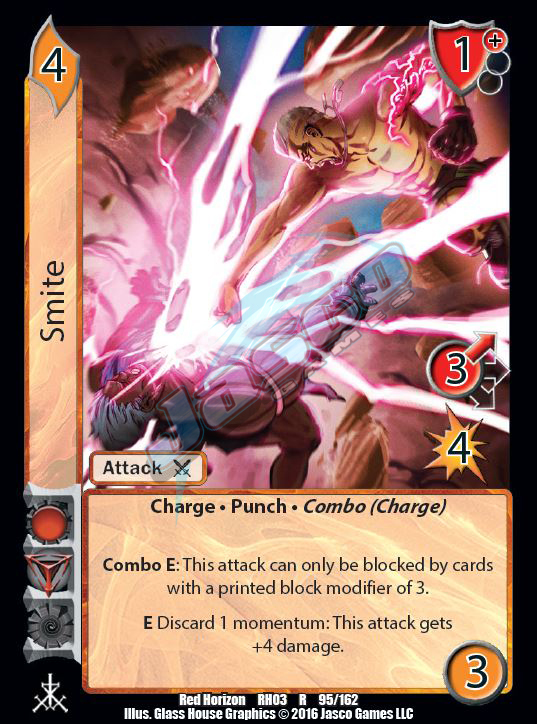 4
1
+
Smite
3
4
Attack
Charge • Punch • Combo (Charge)
Combo E: This attack can only be blocked by cards
with a printed block modifier of 3.
E Discard 1 momentum: This attack gets
+4 damage.
3
Red Horizon RH03 R 95/162
Illus. Glass House Graphics © 2016 Jasco Games LLC